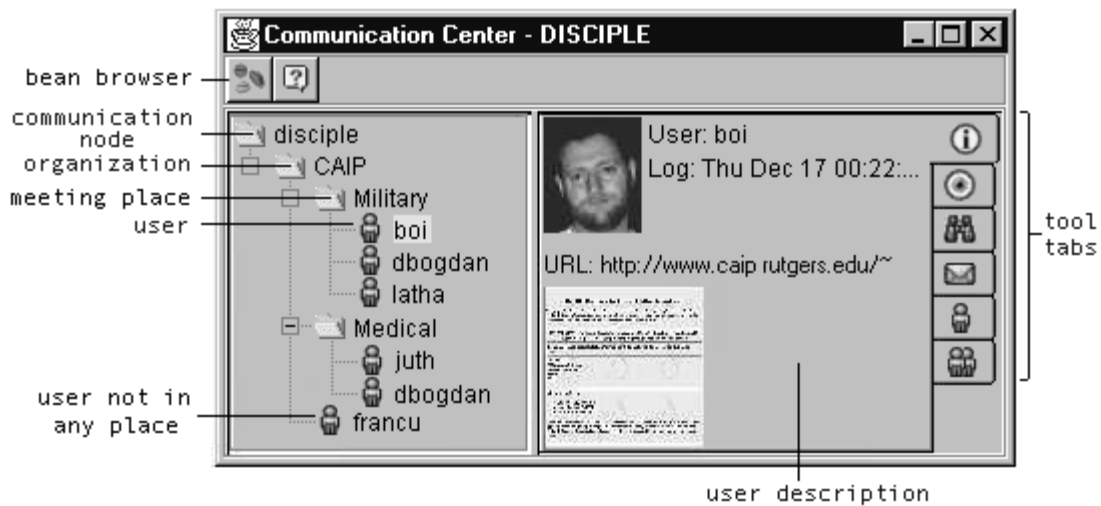 Communication Center - DISCIPLE
bean browser
communication
node
organization
meeting place
user
user not in
any place
disciple
CAIP
Military
boi
dbogdan
latha
Medical
juth
dbogdan
francu
User: boi
Log: Thu Dec 17 00:22:...
URL: http://www.caip rutgers.edu/~
tool
tabs
user description